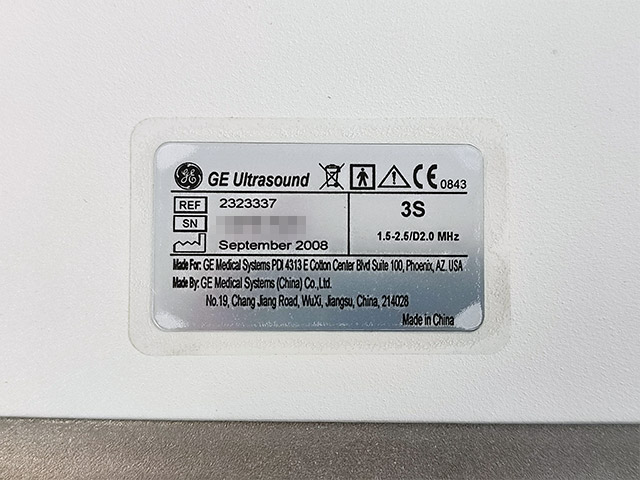 GE Ultrasound
0843
REF 2323337
SN
September 2008
3S
1.5-2.5/D2.0 MHz
Made For: GE Medical Systems PDI 4313 E Cotton Center Blvd Suite 100, Phoenix, AZ. USA
Made By: GE Medical Systems (China) Co.,Ltd.
No.19, Chang Jiang Road, WuXi, Jiangsu, China, 214028
Made in China